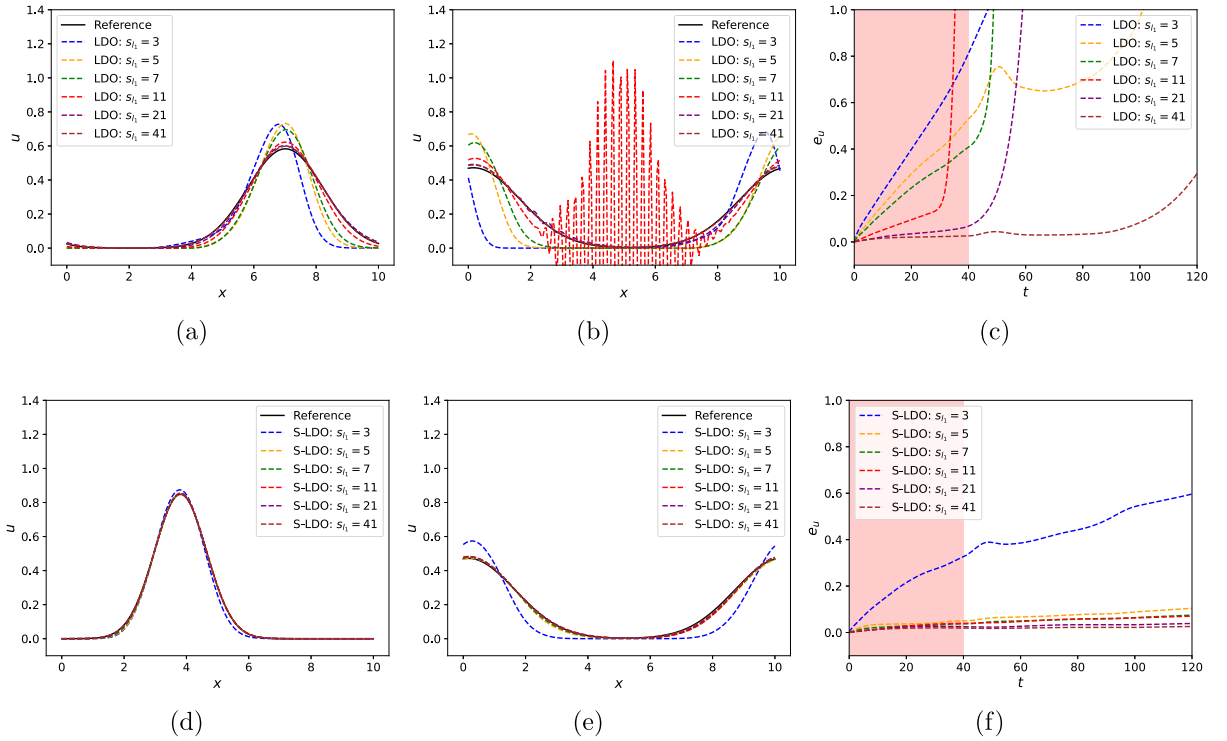 1.4
1.2
1.0
0.8
0.6
0.4
0.2
0.0
u
0 2 4 6 8 10
x
Reference
LDO: s_{l_1} = 3
LDO: s_{l_1} = 5
LDO: s_{l_1} = 7
LDO: s_{l_1} = 11
LDO: s_{l_1} = 21
LDO: s_{l_1} = 41
(a)
1.4
1.2
1.0
0.8
0.6
0.4
0.2
0.0
u
0 2 4 6 8 10
x
Reference
LDO: s_{l_1} = 3
LDO: s_{l_1} = 5
LDO: s_{l_1} = 7
LDO: s_{l_1} = 11
LDO: s_{l_1} = 21
LDO: s_{l_1} = 41
(b)
1.0
0.8
0.6
0.4
0.2
0.0
e_u
0 20 40 60 80 100 120
t
LDO: s_{l_1} = 3
LDO: s_{l_1} = 5
LDO: s_{l_1} = 7
LDO: s_{l_1} = 11
LDO: s_{l_1} = 21
LDO: s_{l_1} = 41
(c)
1.4
1.2
1.0
0.8
0.6
0.4
0.2
0.0
u
0 2 4 6 8 10
x
Reference
S-LDO: s_{l_1} = 3
S-LDO: s_{l_1} = 5
S-LDO: s_{l_1} = 7
S-LDO: s_{l_1} = 11
S-LDO: s_{l_1} = 21
S-LDO: s_{l_1} = 41
(d)
1.4
1.2
1.0
0.8
0.6
0.4
0.2
0.0
u
0 2 4 6 8 10
x
Reference
S-LDO: s_{l_1} = 3
S-LDO: s_{l_1} = 5
S-LDO: s_{l_1} = 7
S-LDO: s_{l_1} = 11
S-LDO: s_{l_1} = 21
S-LDO: s_{l_1} = 41
(e)
1.0
0.8
0.6
0.4
0.2
0.0
e_u
0 20 40 60 80 100 120
t
S-LDO: s_{l_1} = 3
S-LDO: s_{l_1} = 5
S-LDO: s_{l_1} = 7
S-LDO: s_{l_1} = 11
S-LDO: s_{l_1} = 21
S-LDO: s_{l_1} = 41
(f)